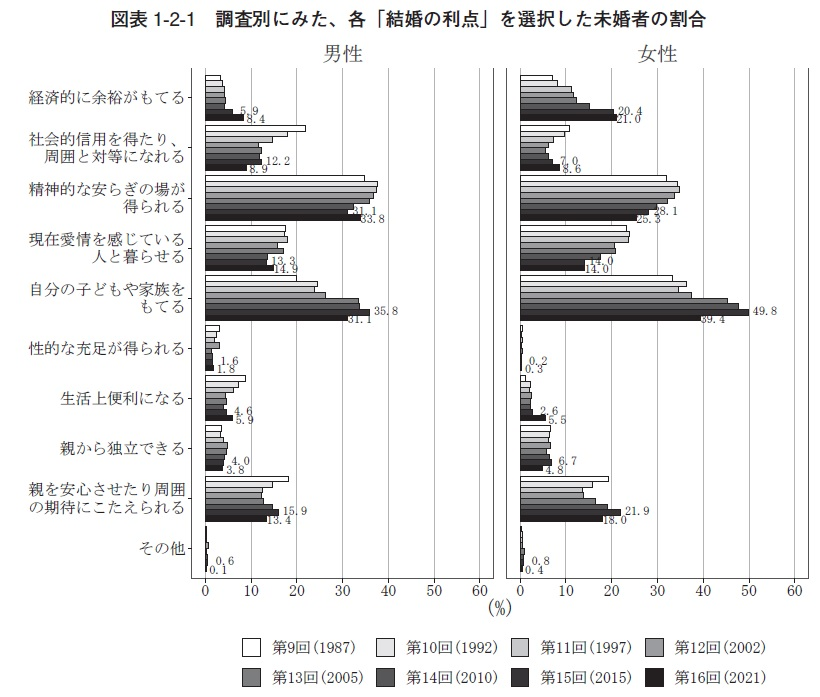 図表 1-2-1　調査別にみた、各「結婚の利点」を選択した未婚者の割合
男性
女性
経済的に余裕がもてる
5.9
8.4
20.4
21.0
社会的信用を得たり、
周囲と対等になれる
12.2
8.9
7.0
8.6
精神的な安らぎの場が
得られる
31.1
33.8
28.1
25.3
現在愛情を感じている
人と暮らせる
13.3
14.9
14.0
14.0
自分の子どもや家族を
もてる
35.8
31.1
49.8
39.4
性的な充足が得られる
1.6
1.8
0.2
0.3
生活上便利になる
4.6
5.9
2.6
5.5
親から独立できる
4.0
3.8
6.7
4.8
親を安心させたり周囲
の期待にこたえられる
15.9
13.4
21.9
18.0
その他
0.6
0.1
0.8
0.4
0 10 20 30 40 50 60
0 10 20 30 40 50 60
(%)
第9回(1987) 第10回(1992) 第11回(1997) 第12回(2002)
第13回(2005) 第14回(2010) 第15回(2015) 第16回(2021)